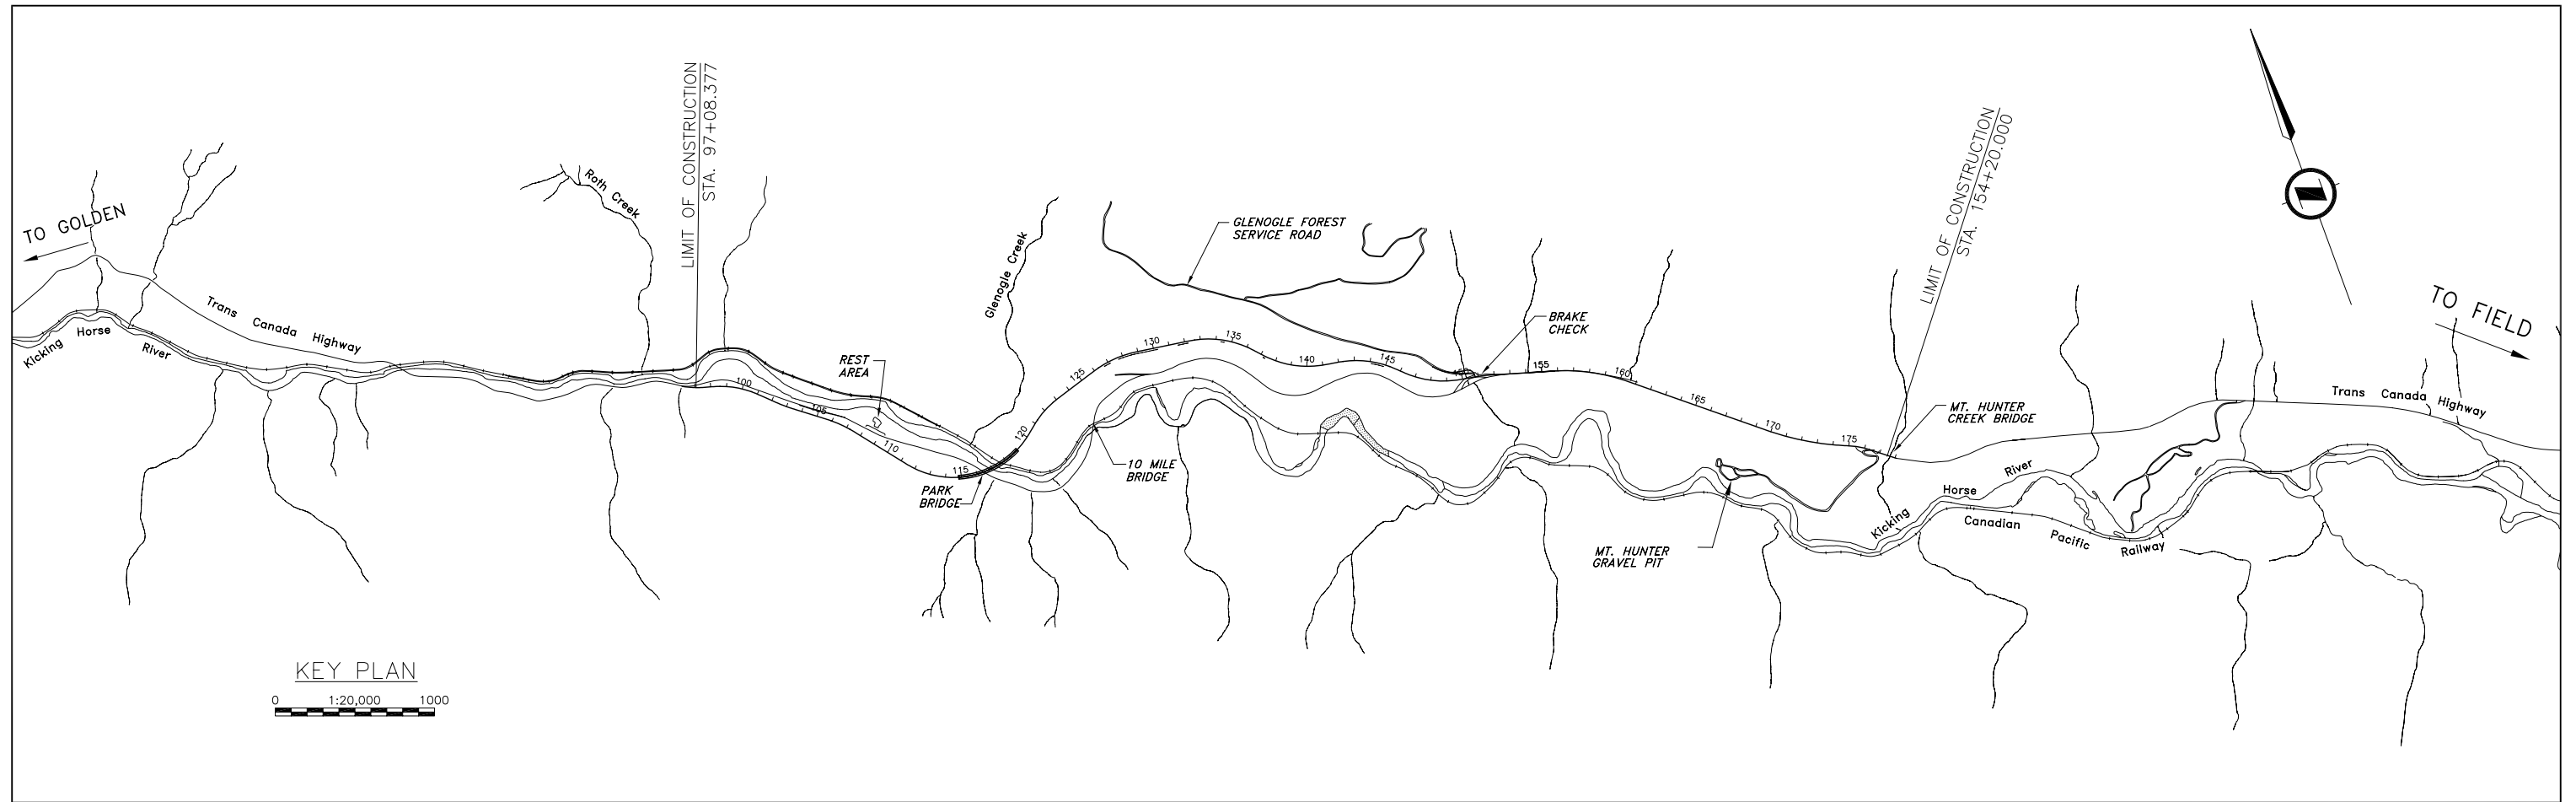 TO GOLDEN
Trans Canada Highway
Kicking Horse River
Roth Creek
LIMIT OF CONSTRUCTION
STA. 97+08.377
REST
AREA
100
105
110
115
120
125
130
135
140
145
150
155
160
165
170
175
PARK
BRIDGE
Glenogle Creek
10 MILE
BRIDGE
GLENOGLE FOREST
SERVICE ROAD
BRAKE
CHECK
LIMIT OF CONSTRUCTION
STA. 154+20.000
MT. HUNTER
CREEK BRIDGE
MT. HUNTER
GRAVEL PIT
Kicking Horse River
Canadian Pacific Railway
Trans Canada Highway
TO FIELD
N
KEY PLAN
0 1:20,000 1000